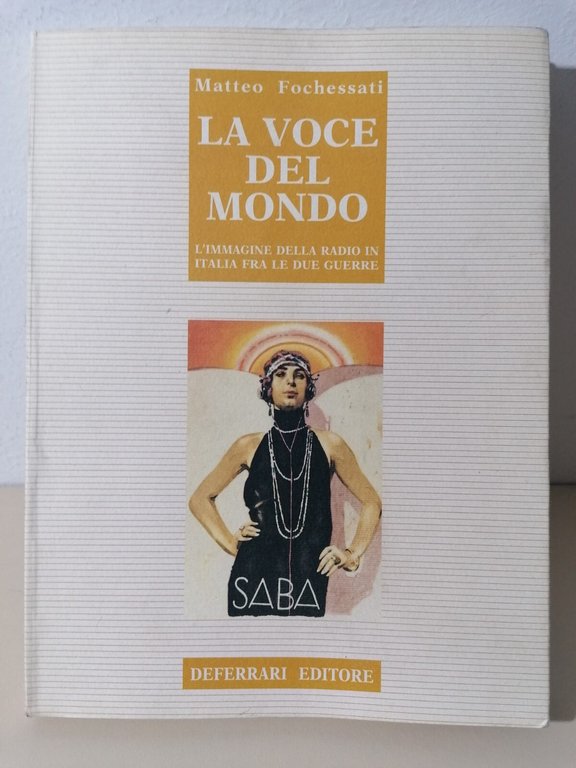 Matteo Fochessati
LA VOCE
DEL
MONDO
L'IMMAGINE DELLA RADIO IN
ITALIA FRA LE DUE GUERRE
SABA
DEFERRARI EDITORE